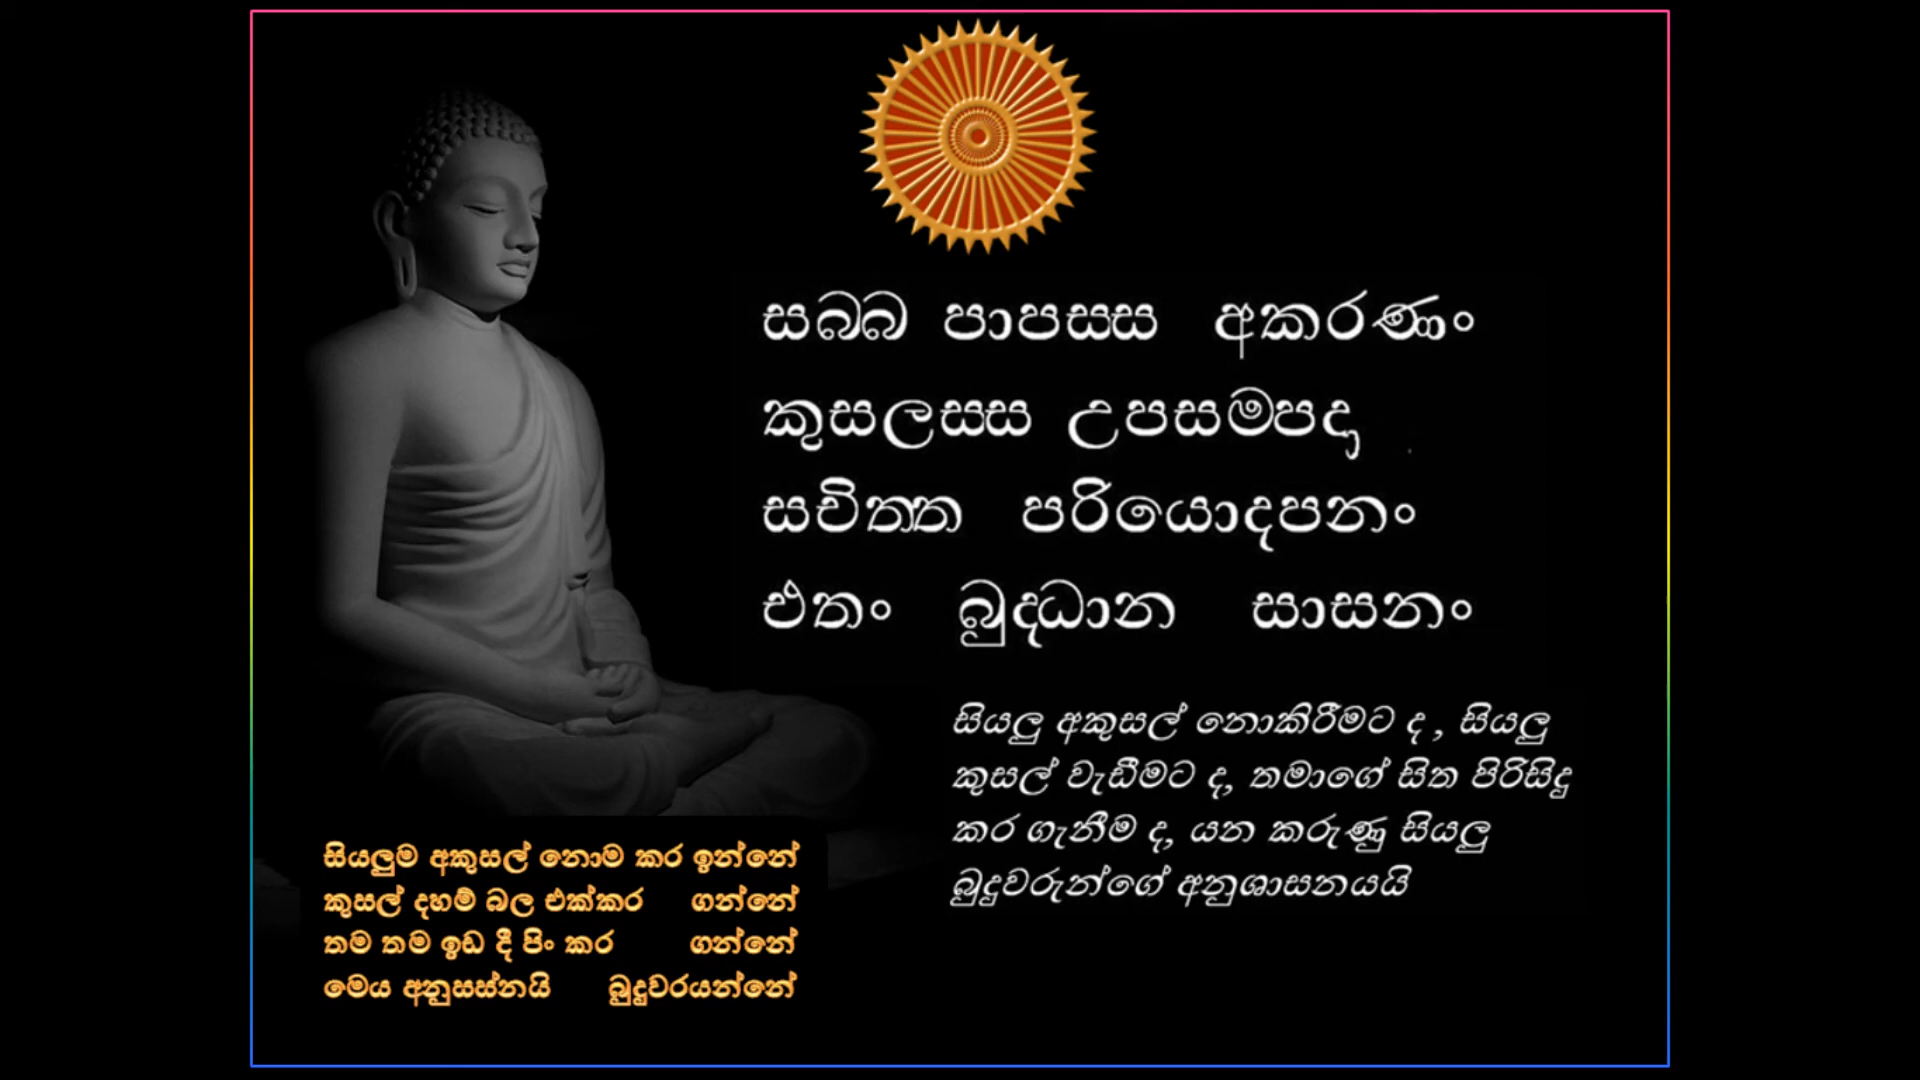 සබ්බ පාපස්ස අකරණං
කුසලස්ස උපසම්පදා
සචිත්ත පරියොදපනං
එතං බුද්ධාන සාසනං
සියලු අකුසල් නොකිරීමට ද , සියලු
කුසල් වැඩීමට ද, තමාගේ සිත පිරිසිදු
කර ගැනීම ද, යන කරුණු සියලු
බුදුවරුන්ගේ අනුශාසනයයි
සියලුම අකුසල් නොම කර ඉන්නේ
කුසල් දහම් බල එක්කර ගන්නේ
තම තම ඉඩ දී පිං කර ගන්නේ
මෙය අනුසස්නයි බුදුවරයන්නේ